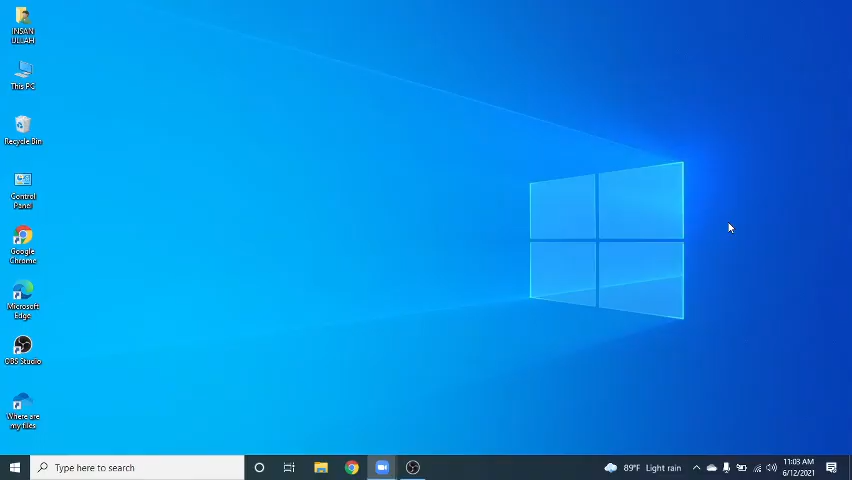 INSAN
ULLAH
This PC
Recycle Bin
Control
Panel
Google
Chrome
Microsoft
Edge
OBS Studio
Where are
my files
Type here to search
89°F Light rain
11:03 AM
6/12/2021